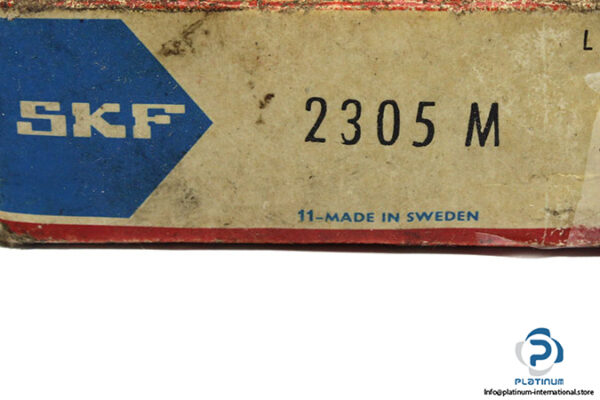 L
SKF
2305 M
11-MADE IN SWEDEN
PLATINUM
Info@platinum-international.store